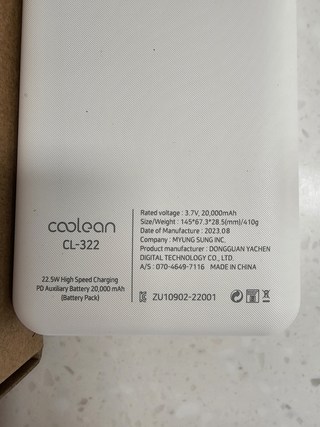 coolean
CL-322
22.5W High Speed Charging
PD Auxiliary Battery 20,000 mAh
(Battery Pack)
Rated voltage : 3.7V, 20,000mAh
Size/Weight : 145*67.3*28.5(mm)/410g
Date of Manufacture : 2023.08
Company : MYUNG SUNG INC.
Product manufacturer : DONGGUAN YACHEN
DIGITAL TECHNOLOGY CO., LTD.
A/S : 070-4649-7116 MADE IN CHINA
ZU10902-22001